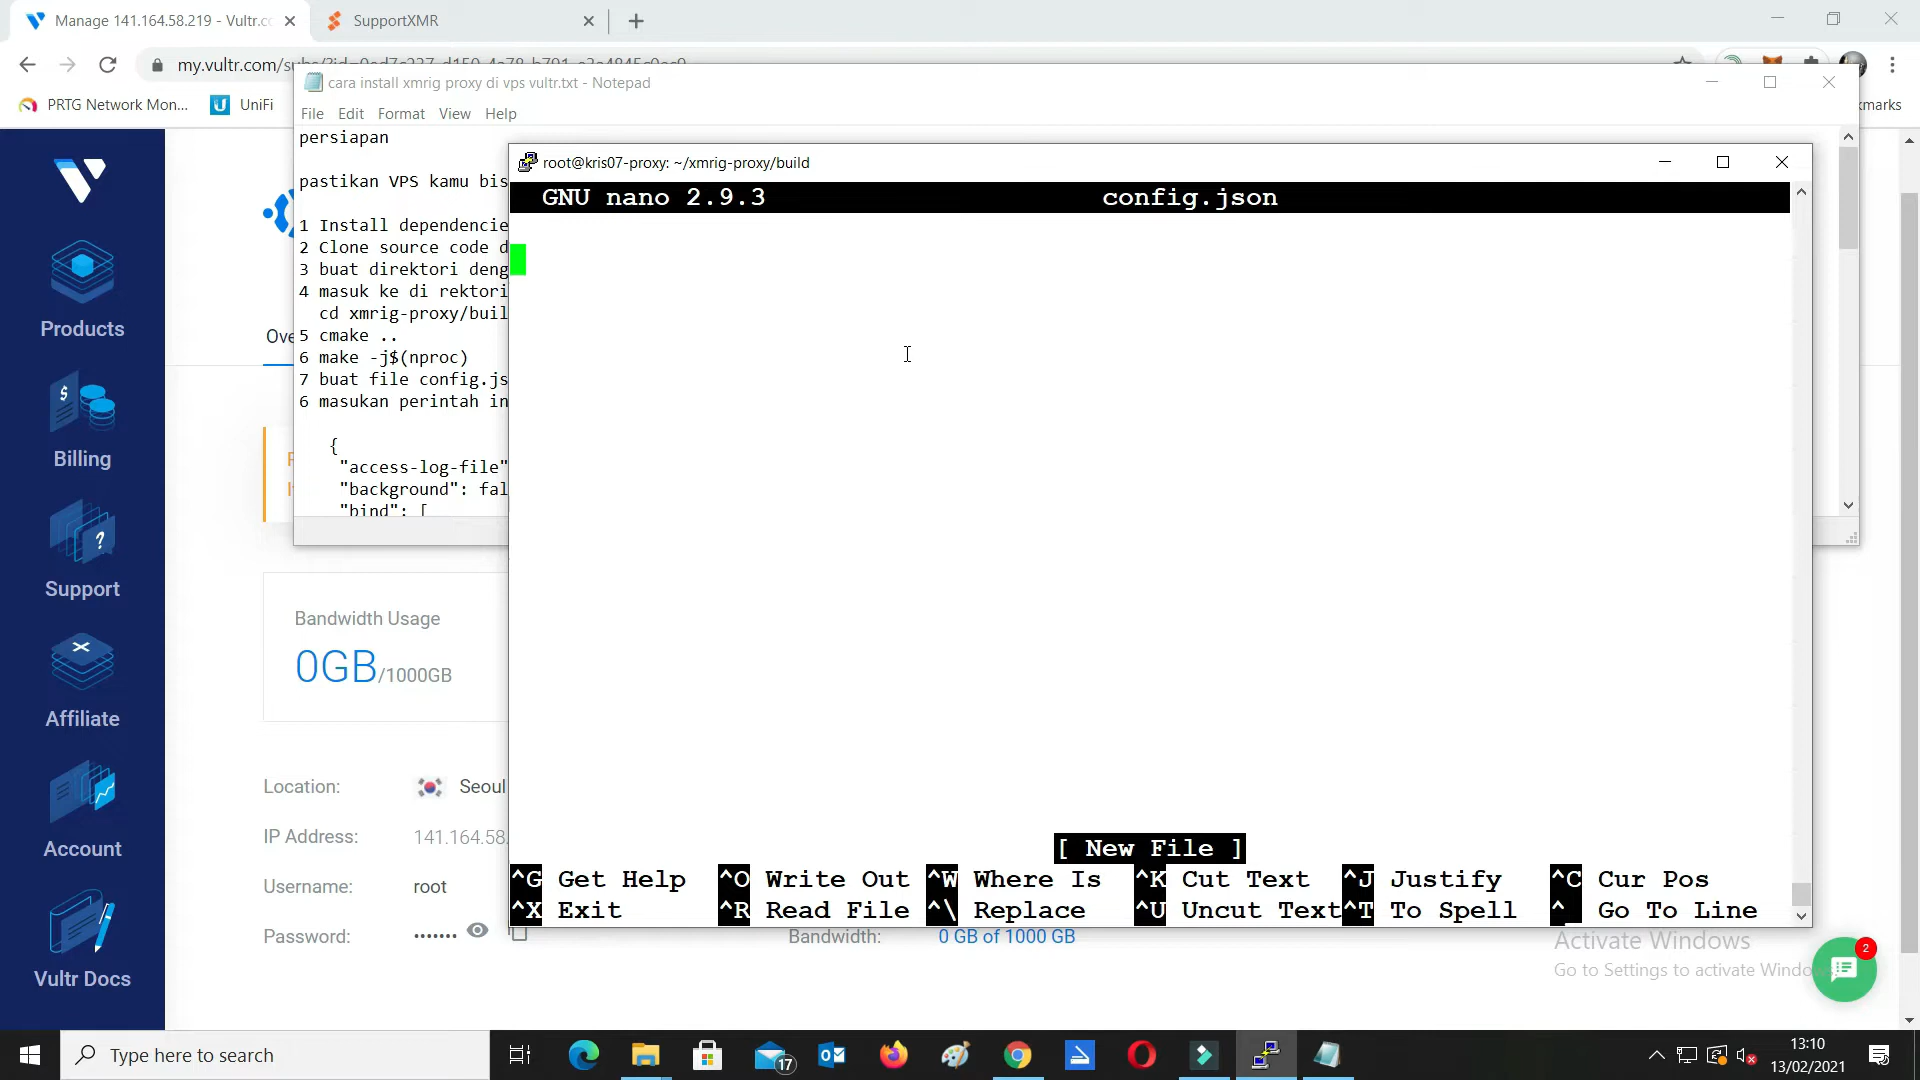 Manage 141.164.58.219 - Vultr.c
SupportXMR
my.vultr.com/subs/?id=
PRTG Network Mon...
UniFi
kmarks
cara install xmrig proxy di vps vultr.txt - Notepad
File Edit Format View Help
persiapan
pastikan VPS kamu bis
1 Install dependencie
2 Clone source code d
3 buat direktori deng
4 masuk ke di rektori
cd xmrig-proxy/buil
5 cmake ..
6 make -j$(nproc)
7 buat file config.js
6 masukan perintah in
{
"access-log-file"
"background": fal
"bind": [
root@kris07-proxy: ~/xmrig-proxy/build
GNU nano 2.9.3 config.json
[ New File ]
^G Get Help ^O Write Out ^W Where Is ^K Cut Text ^J Justify ^C Cur Pos
^X Exit ^R Read File ^\ Replace ^U Uncut Text ^T To Spell ^ Go To Line
Products
Billing
Support
Affiliate
Account
Vultr Docs
Ove
Bandwidth Usage
0GB/1000GB
Location: Seoul
IP Address: 141.164.58.
Username: root
Password: •••••••
Bandwidth: 0 GB of 1000 GB
Activate Windows
Go to Settings to activate Windo
2
Type here to search
17
13:10
13/02/2021